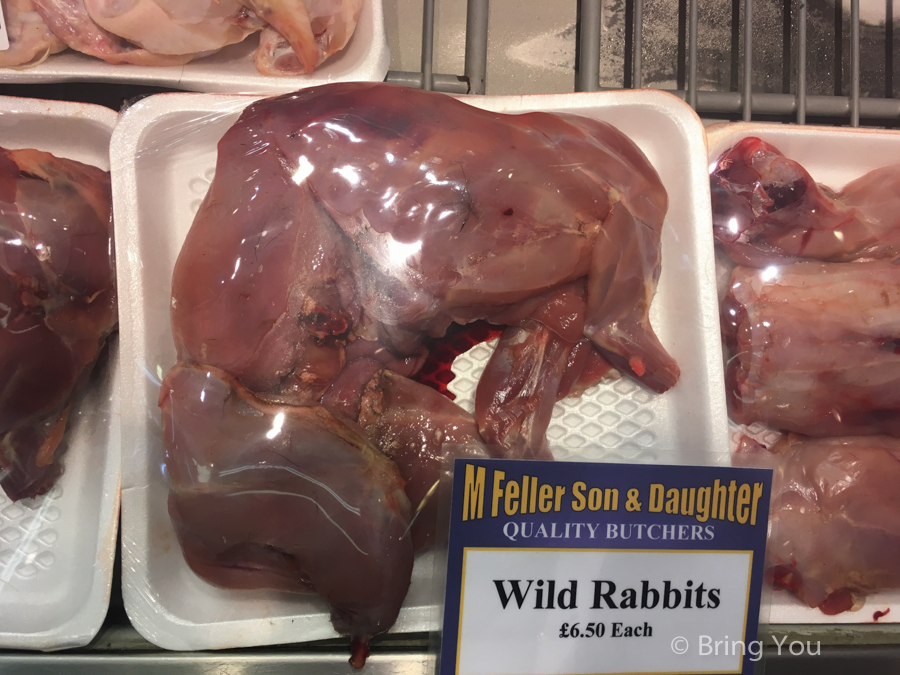 M Feller Son & Daughter
QUALITY BUTCHERS
Wild Rabbits
£6.50 Each
© Bring You